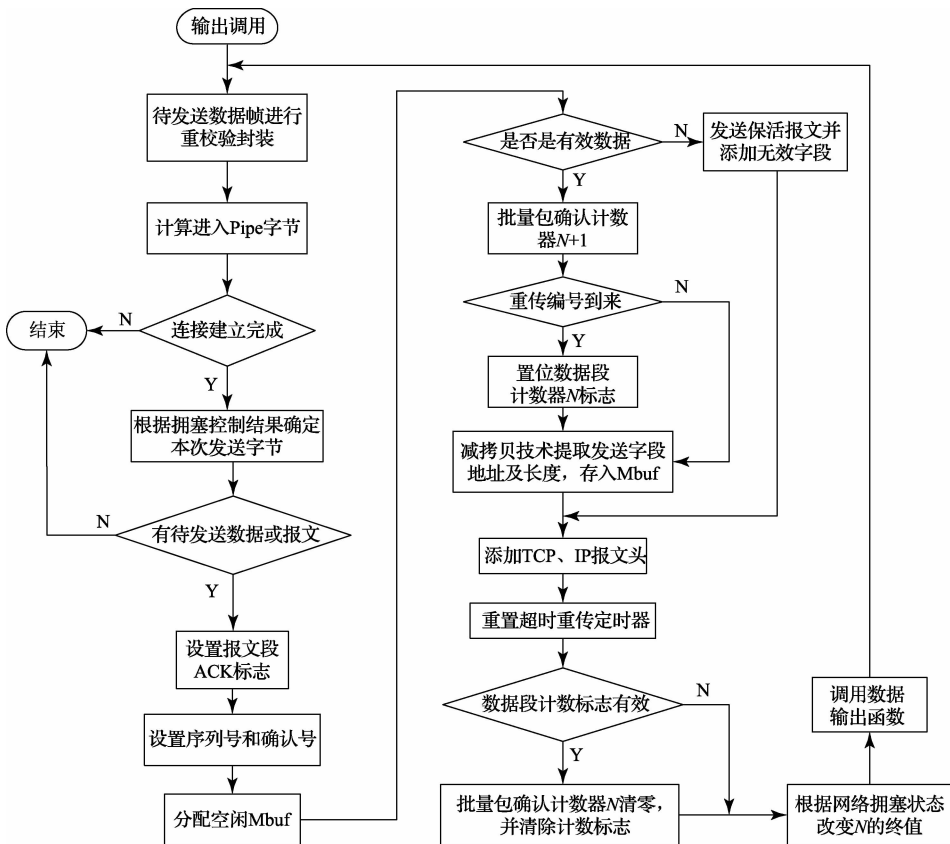 输出调用
待发送数据帧进行
重校验封装
计算进入Pipe字节
连接建立完成
N
结束
Y
根据拥塞控制结果确定
本次发送字节
有待发送数据或报文
N
Y
设置报文段
ACK标志
设置序列号和确认号
分配空闲Mbuf
是否是有效数据
N
发送保活报文并
添加无效字段
Y
批量包确认计数
器N+1
重传编号到来
N
Y
置位数据段
计数器N标志
减拷贝技术提取发送字段
地址及长度，存入Mbuf
添加TCP、IP报文头
重置超时重传定时器
数据段计数标志有效
N
Y
批量包确认计数器N清零，
并清除计数标志
根据网络拥塞状态
改变N的终值
调用数据
输出函数